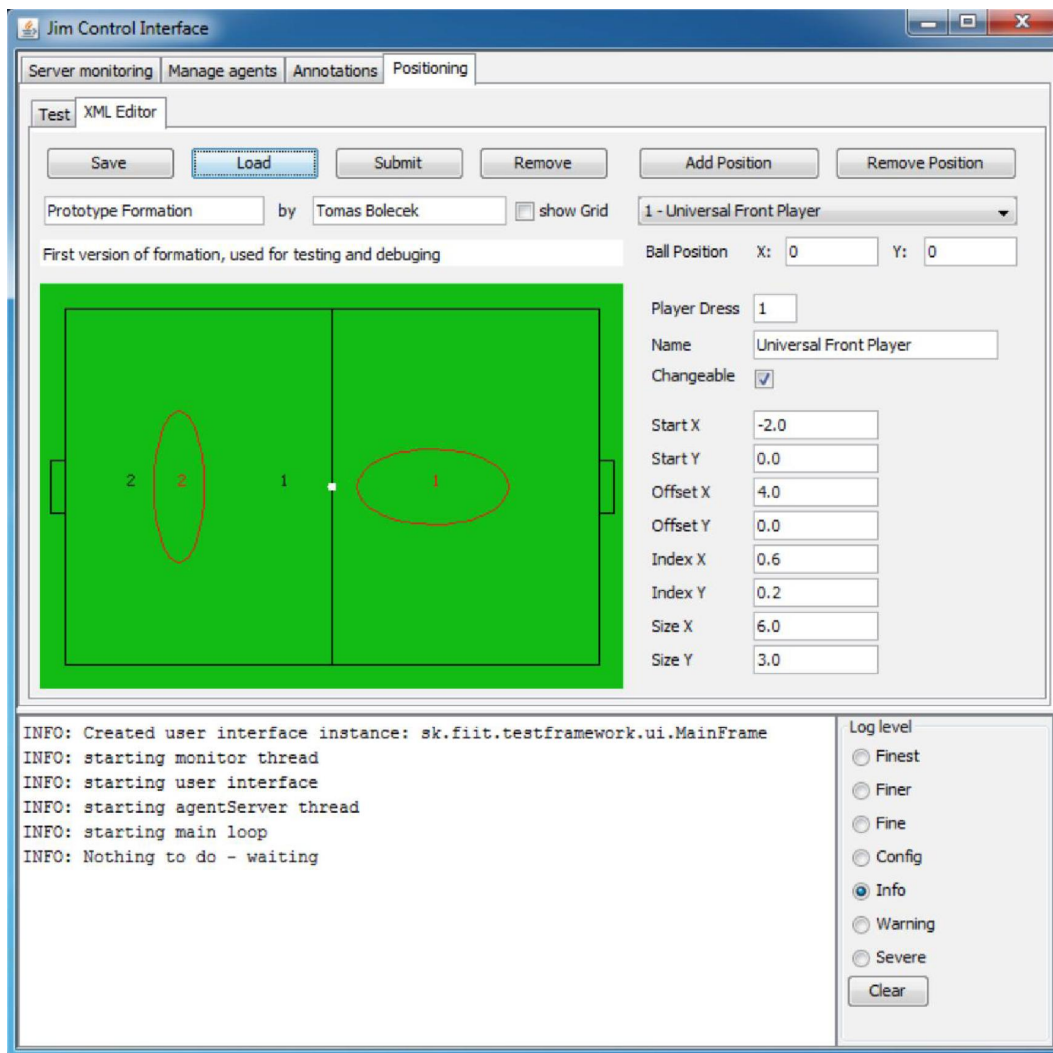 Jim Control Interface
Server monitoring Manage agents Annotations Positioning
Test XML Editor
Save Load Submit Remove Add Position Remove Position
Prototype Formation by Tomas Bolecek show Grid 1 - Universal Front Player
First version of formation, used for testing and debuging Ball Position X: 0 Y: 0
Player Dress 1
Name Universal Front Player
Changeable
Start X -2.0
Start Y 0.0
Offset X 4.0
Offset Y 0.0
Index X 0.6
Index Y 0.2
Size X 6.0
Size Y 3.0
2 2 1 1
INFO: Created user interface instance: sk.fiit.testframework.ui.MainFrame
INFO: starting monitor thread
INFO: starting user interface
INFO: starting agentServer thread
INFO: starting main loop
INFO: Nothing to do - waiting
Log level
Finest
Finer
Fine
Config
Info
Warning
Severe
Clear